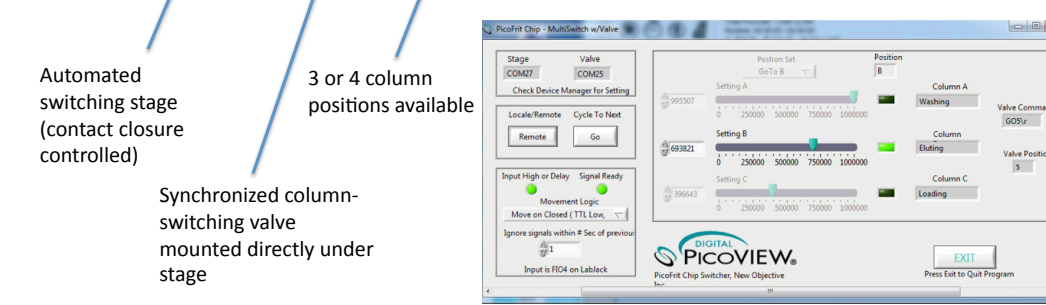 Automated
switching stage
(contact closure
controlled)
3 or 4 column
positions available
Synchronized column-
switching valve
mounted directly under
stage
PicoFrit Chip - MultiSwitch w/Valve
Stage Valve
COM27 COM25
Check Device Manager for Setting
Locale/Remote Cycle To Next
Remote Go
Input High or Delay Signal Ready
Movement Logic
Move on Closed ( TTL Low,
Ignore signals within # Sec of previou
1
Input is FIO4 on LabJack
Postion Set Position
GoTo B B
Setting A Column A
995507 Washing
0 250000 500000 750000 1000000
Setting B Column
693821 Eluting
0 250000 500000 750000 1000000
Setting C Column C
396643 Loading
0 250000 500000 750000 1000000
Valve Comma
GO5\r
Valve Positic
5
DIGITAL
PICOVIEW®
PicoFrit Chip Switcher, New Objective
EXIT
Press Exit to Quit Program